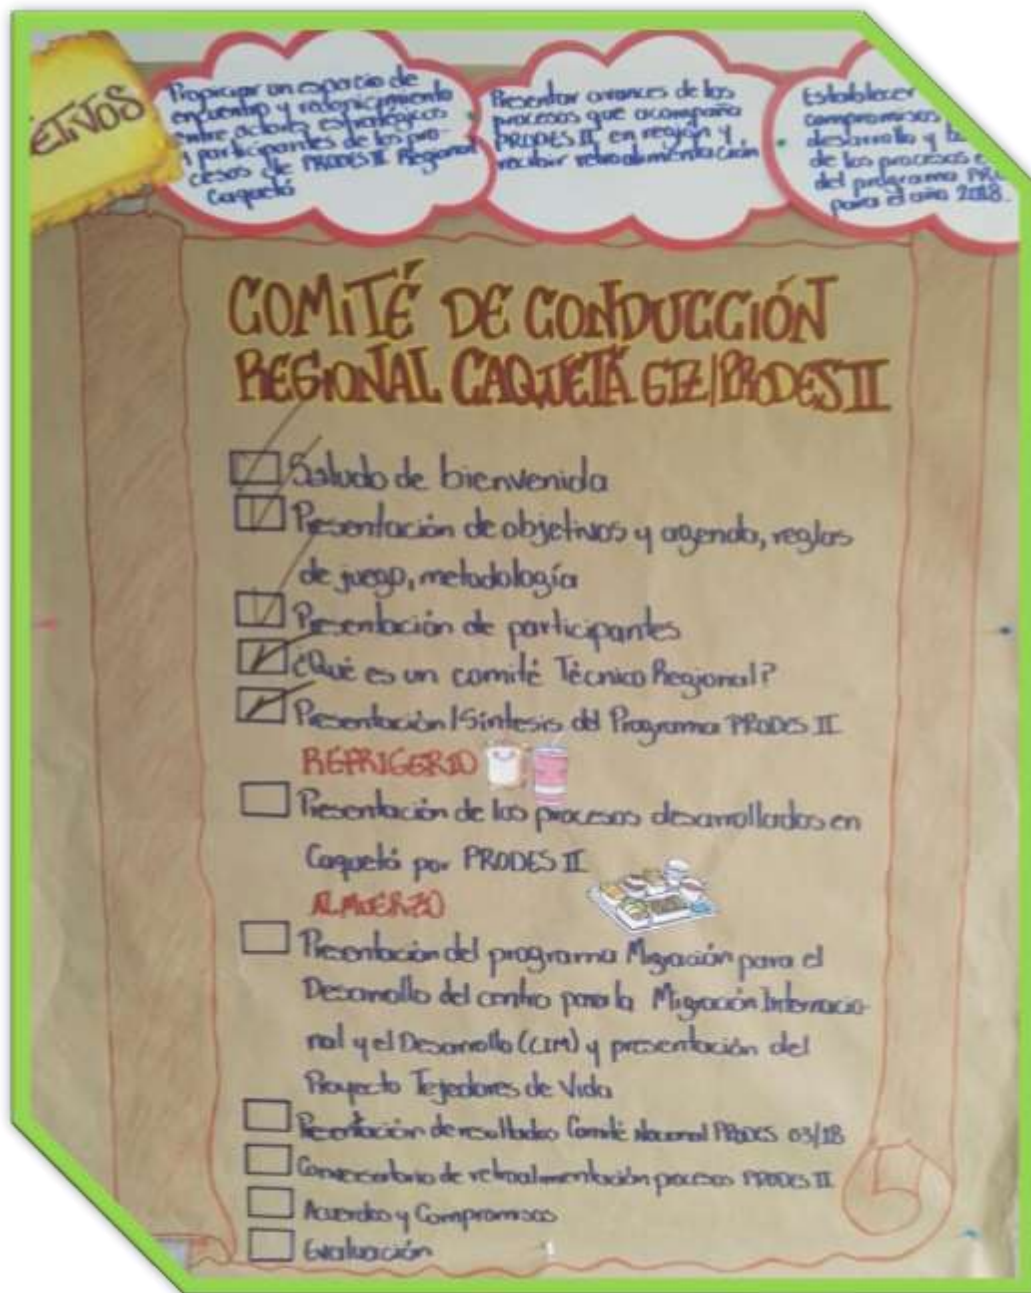 ETIVOS
Propiciar un espacio de
encuentro y reconocimiento
entre actores estratégicos
y participantes de los pro-
cesos de PRODES II Regional
Caquetá
Presentar avances de los
procesos que acompaña
PRODES II en región y
recibir retroalimentación
Establecer
compromisos
desarrollo y
de los procesos
del programa
para el año 2018.
COMITÉ DE CONDUCCIÓN
REGIONAL CAQUETÁ GIZ/PRODES II
Saludo de bienvenida
Presentación de objetivos y agenda, reglas
de juego, metodología
Presentación de participantes
¿Qué es un comité Técnico Regional?
Presentación/Síntesis del Programa PRODES II
REFRIGERIO
Presentación de los procesos desarrollados en
Caquetá por PRODES II
ALMUERZO
Presentación del programa Migración para el
Desarrollo del centro para la Migración Internacio-
nal y el Desarrollo (CIM) y presentación del
Proyecto Tejedores de Vida
Presentación de resultados Comité Nacional PRODES 03/18
Conversatorio de retroalimentación procesos PRODES II
Acuerdos y Compromisos
Evaluación